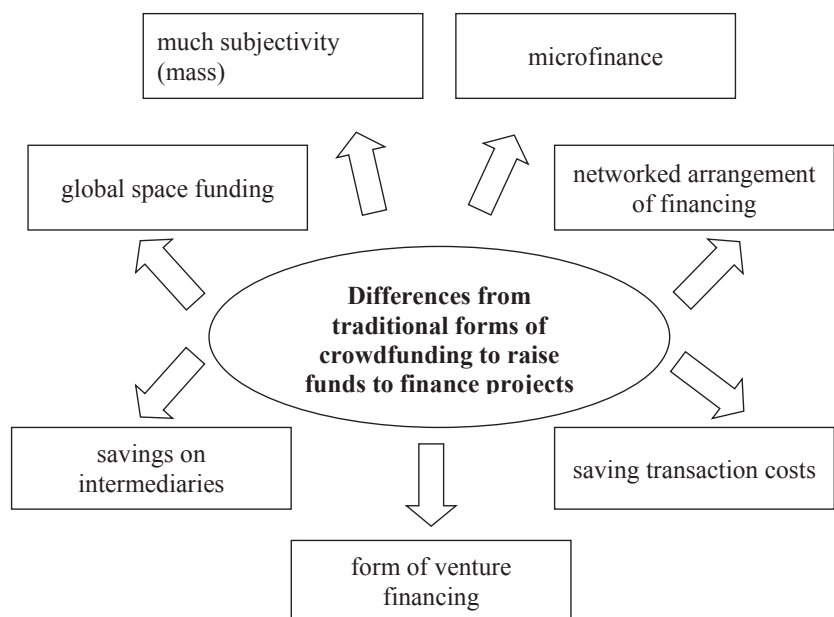 much subjectivity
(mass)
microfinance
global space funding
networked arrangement
of financing
Differences from
traditional forms of
crowdfunding to raise
funds to finance projects
savings on
intermediaries
saving transaction costs
form of venture
financing